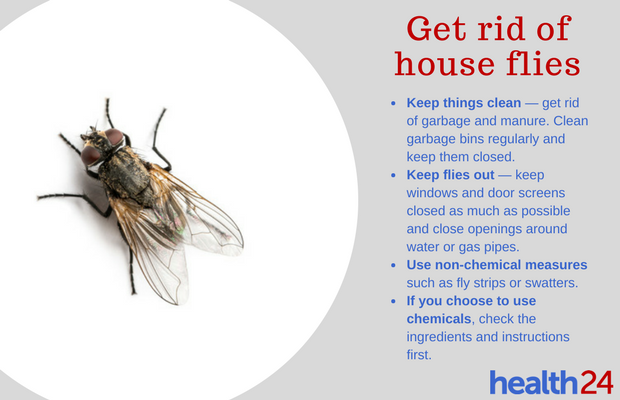 Get rid of
house flies
• Keep things clean — get rid
of garbage and manure. Clean
garbage bins regularly and
keep them closed.
• Keep flies out — keep
windows and door screens
closed as much as possible
and close openings around
water or gas pipes.
• Use non-chemical measures
such as fly strips or swatters.
• If you choose to use
chemicals, check the
ingredients and instructions
first.
health24